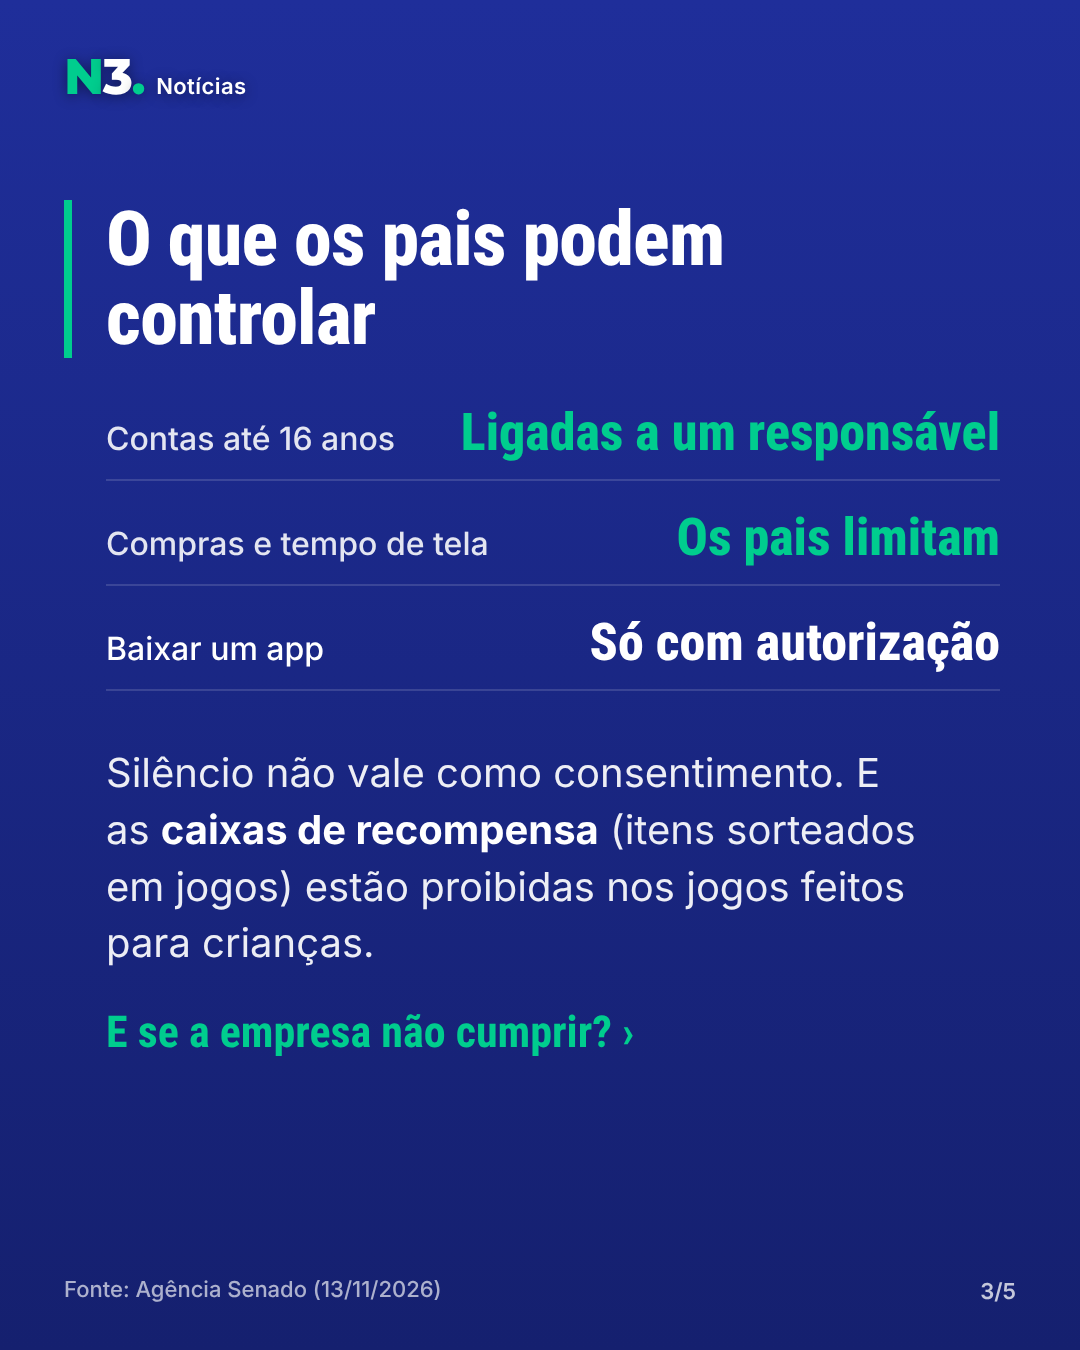 N3. Notícias
O que os pais podem
controlar
Contas até 16 anos Ligadas a um responsável
Compras e tempo de tela Os pais limitam
Baixar um app Só com autorização
Silêncio não vale como consentimento. E
as caixas de recompensa (itens sorteados
em jogos) estão proibidas nos jogos feitos
para crianças.
E se a empresa não cumprir? ›
Fonte: Agência Senado (13/11/2026)
3/5